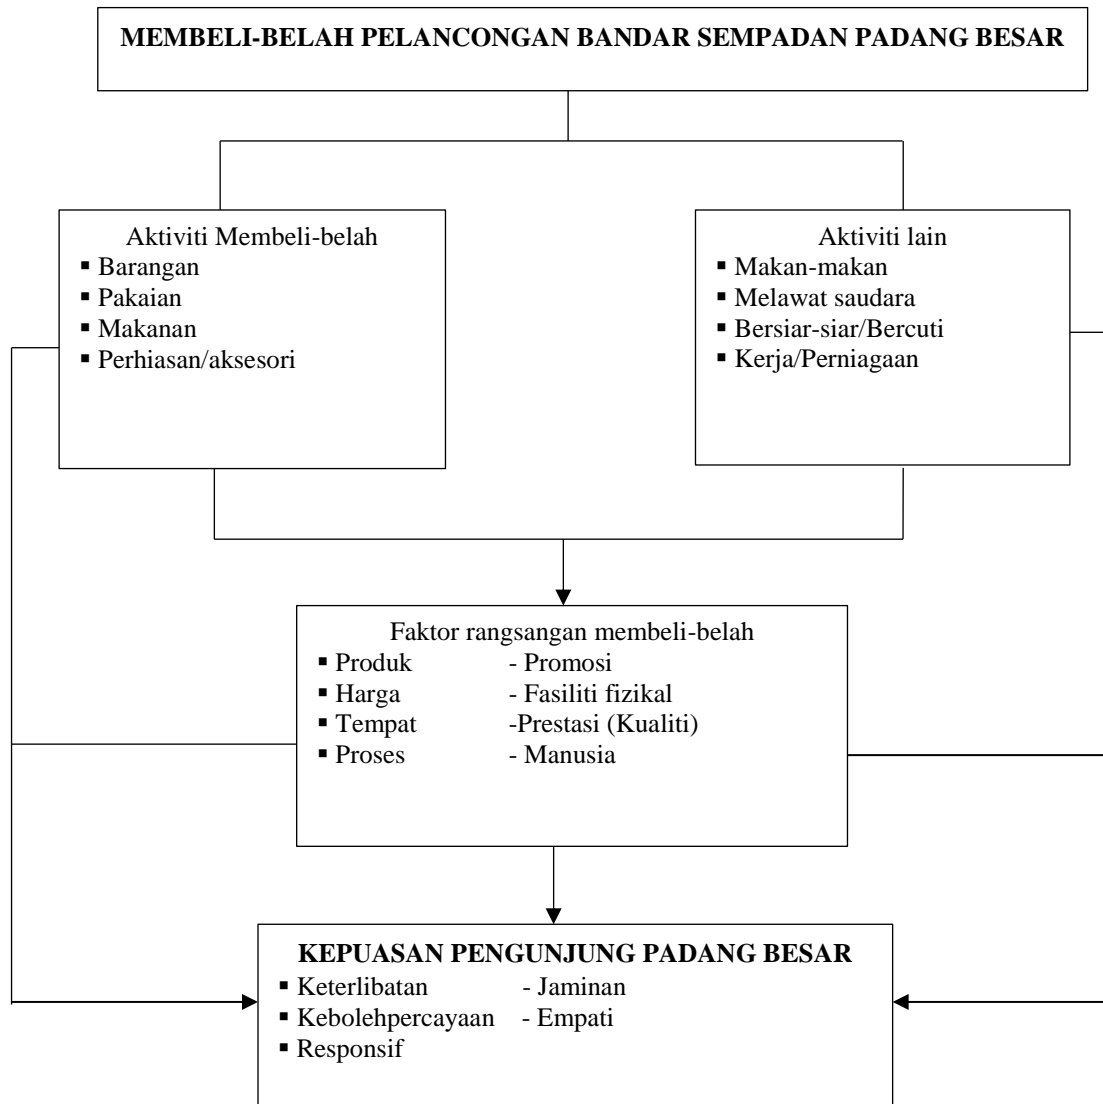 MEMBELI-BELAH PELANCONGAN BANDAR SEMPADAN PADANG BESAR
Aktiviti Membeli-belah
▪ Barangan
▪ Pakaian
▪ Makanan
▪ Perhiasan/aksesori
Aktiviti lain
▪ Makan-makan
▪ Melawat saudara
▪ Bersiar-siar/Bercuti
▪ Kerja/Perniagaan
Faktor rangsangan membeli-belah
▪ Produk - Promosi
▪ Harga - Fasiliti fizikal
▪ Tempat -Prestasi (Kualiti)
▪ Proses - Manusia
KEPUASAN PENGUNJUNG PADANG BESAR
▪ Keterlibatan - Jaminan
▪ Kebolehpercayaan - Empati
▪ Responsif